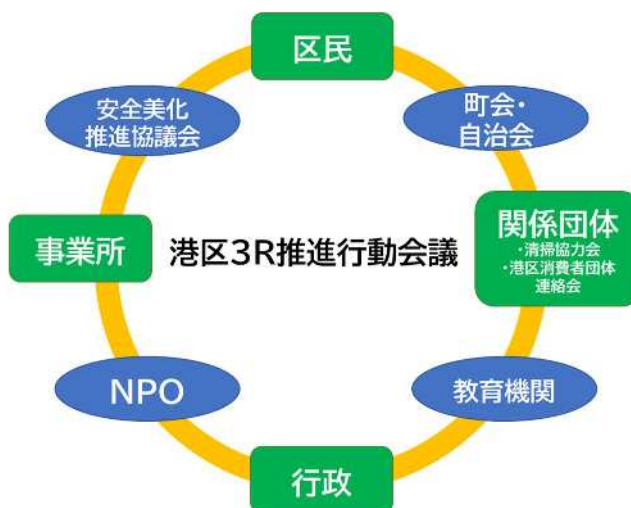 区民
安全美化
推進協議会
町会・
自治会
事業所
港区3R推進行動会議
関係団体
・清掃協力会
・港区消費者団体
連絡会
NPO
教育機関
行政